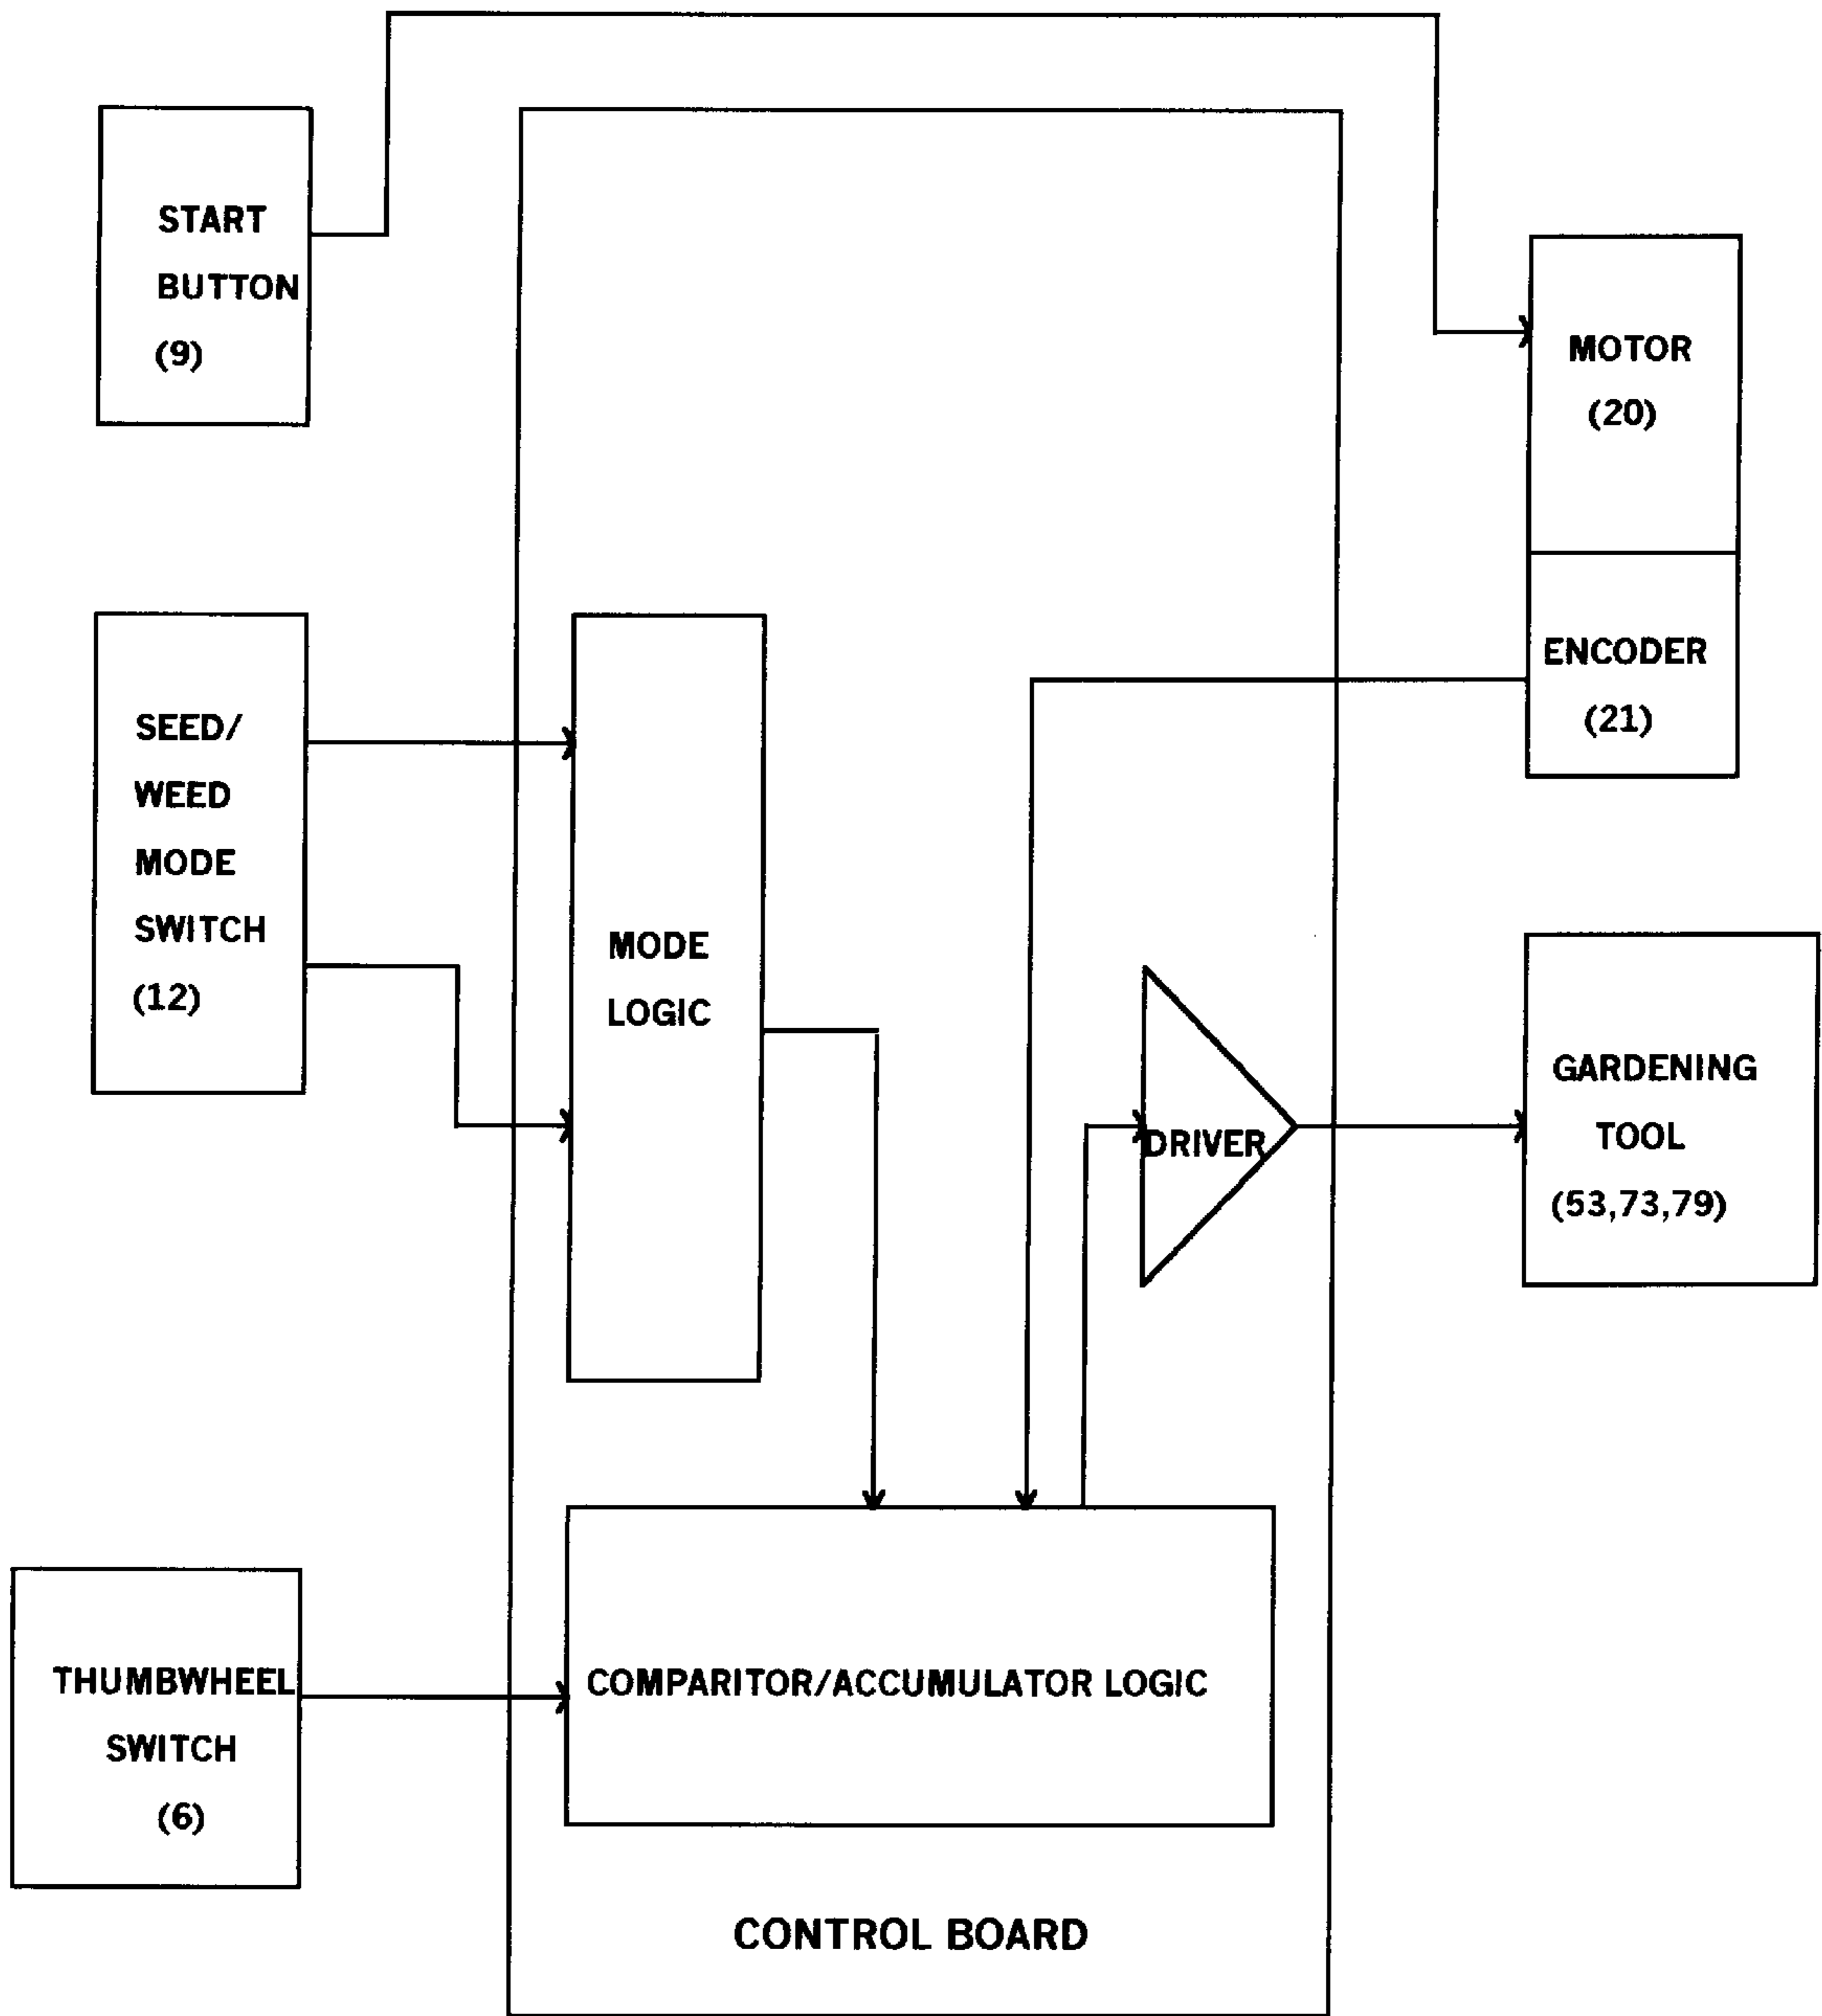 START
BUTTON
(9)
MOTOR
(20)
ENCODER
(21)
SEED/
WEED
MODE
SWITCH
(12)
MODE
LOGIC
DRIVER
GARDENING
TOOL
(53,73,79)
THUMBWHEEL
SWITCH
(6)
COMPARITOR/ACCUMULATOR LOGIC
CONTROL BOARD